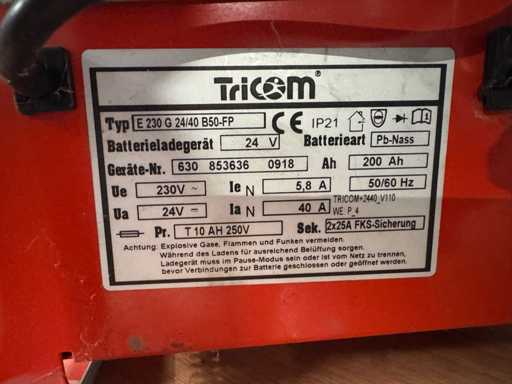 TRICOM®
Typ E 230 G 24/40 B50-FP CE IP21
Batterieladegerät 24 V Batterieart Pb-Nass
Geräte-Nr. 630 853636 0918 Ah 200 Ah
Ue 230V ~ Ie N 5,8 A 50/60 Hz
Ua 24V Ia N 40 A TRICOM+2440_V110
WE_P_4
Pr. T 10 AH 250V Sek. 2x25A FKS-Sicherung
Achtung: Explosive Gase, Flammen und Funken vermeiden.
Während des Ladens für ausreichend Belüftung sorgen.
Ladegerät muss im Pause-Modus sein oder ist vom Netz zu trennen,
bevor Verbindungen zur Batterie geschlossen oder geöffnet werden.